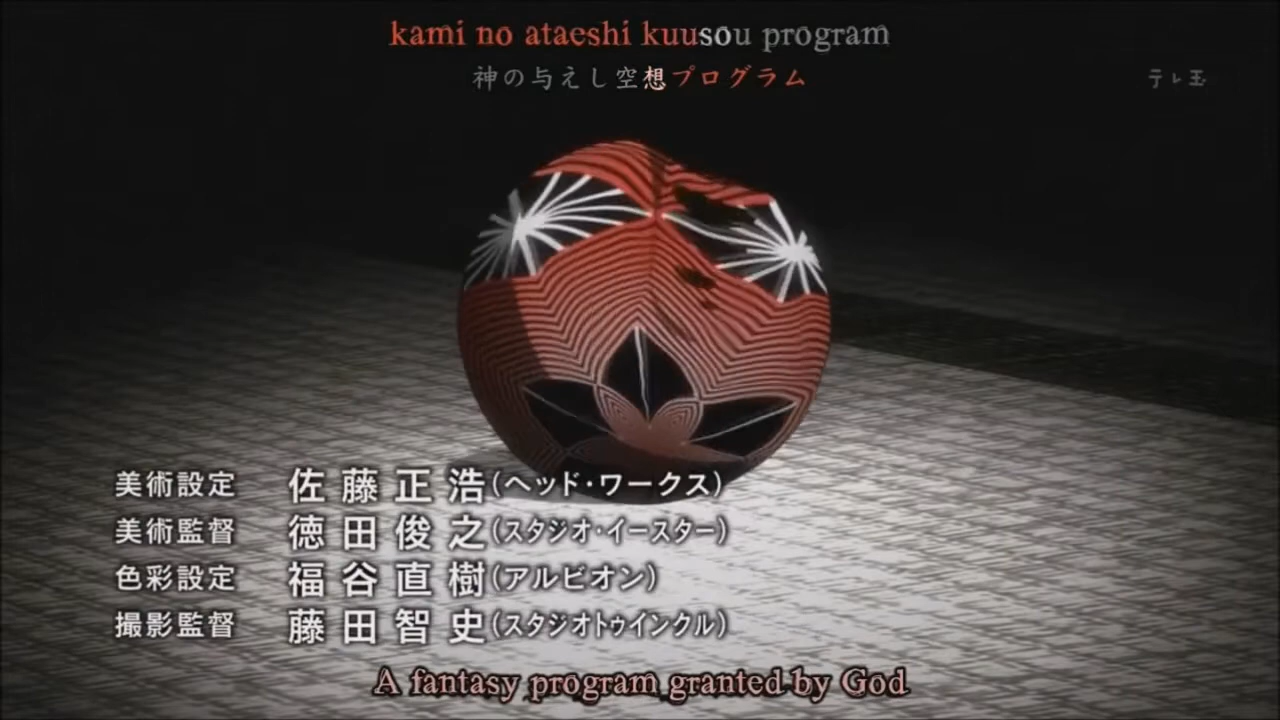 kami no ataeshi kuusou program
神の与えし空想プログラム
テレ玉
美術設定 佐藤正浩(ヘッド・ワークス)
美術監督 徳田俊之(スタジオ・イースター)
色彩設定 福谷直樹(アルビオン)
撮影監督 藤田智史(スタジオトゥインクル)
A fantasy program granted by God